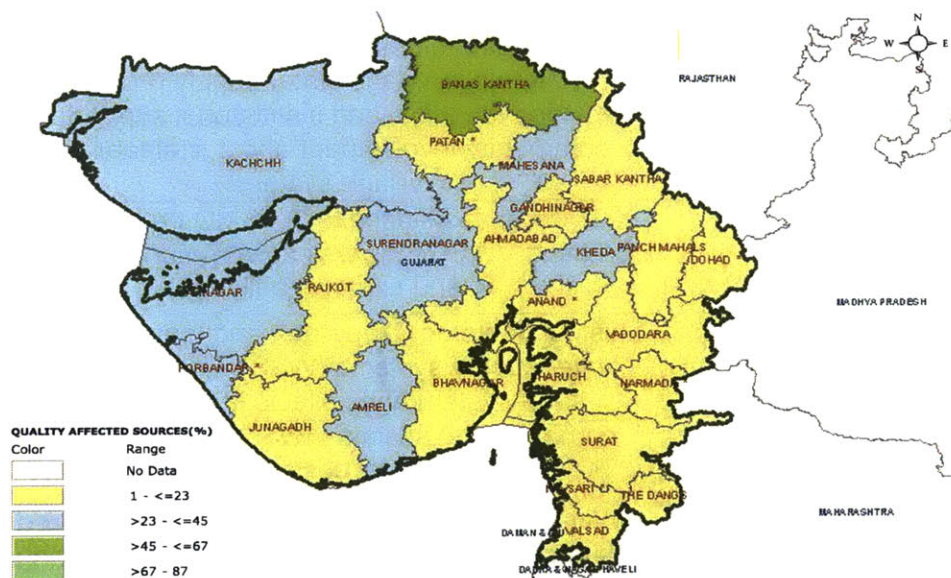 N
W E
S
RAJASTHAN
BANAS KANTHA
PATAN *
MAHESANA
KACHCHH
SABAR KANTHA
GANDHINAGAR
SURENDRANAGAR
AHMADABAD
GUJARAT
KHEDA
PANCH MAHALS
DOHAD *
RAJKOT
ANAND *
MADHYA PRADESH
VADODARA
PORBANDAR *
BHAVNAGAR
BHARUCH
NARMADA
AMRELI
JUNAGADH
SURAT
THE DANGS
MAHARASHTRA
VALSAD
QUALITY AFFECTED SOURCES(%)
Color Range
No Data
1 - <=23
>23 - <=45
>45 - <=67
>67 - 87